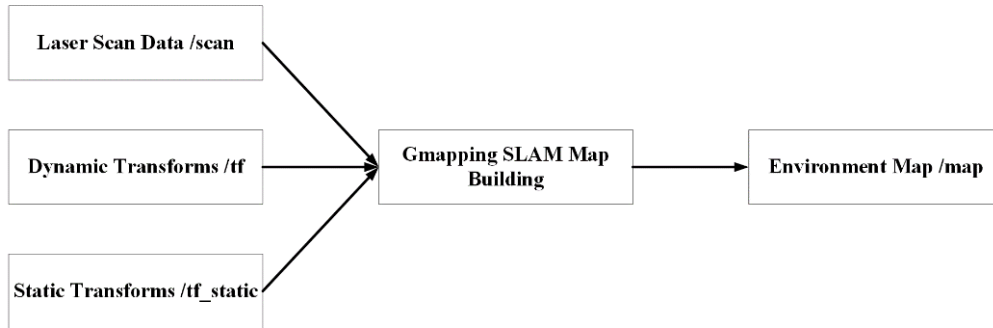 Laser Scan Data /scan
Dynamic Transforms /tf
Static Transforms /tf_static
Gmapping SLAM Map
Building
Environment Map /map